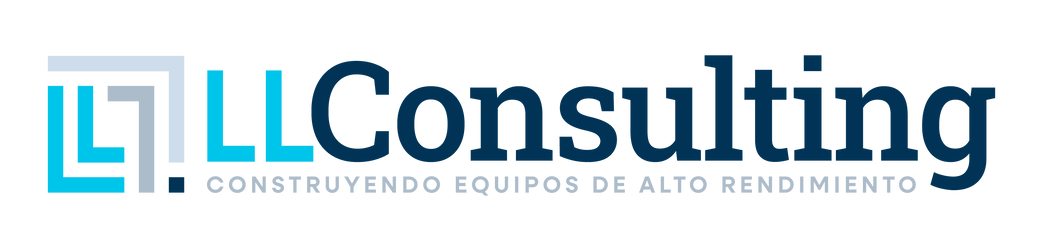 LLConsulting
CONSTRUYENDO EQUIPOS DE ALTO RENDIMIENTO